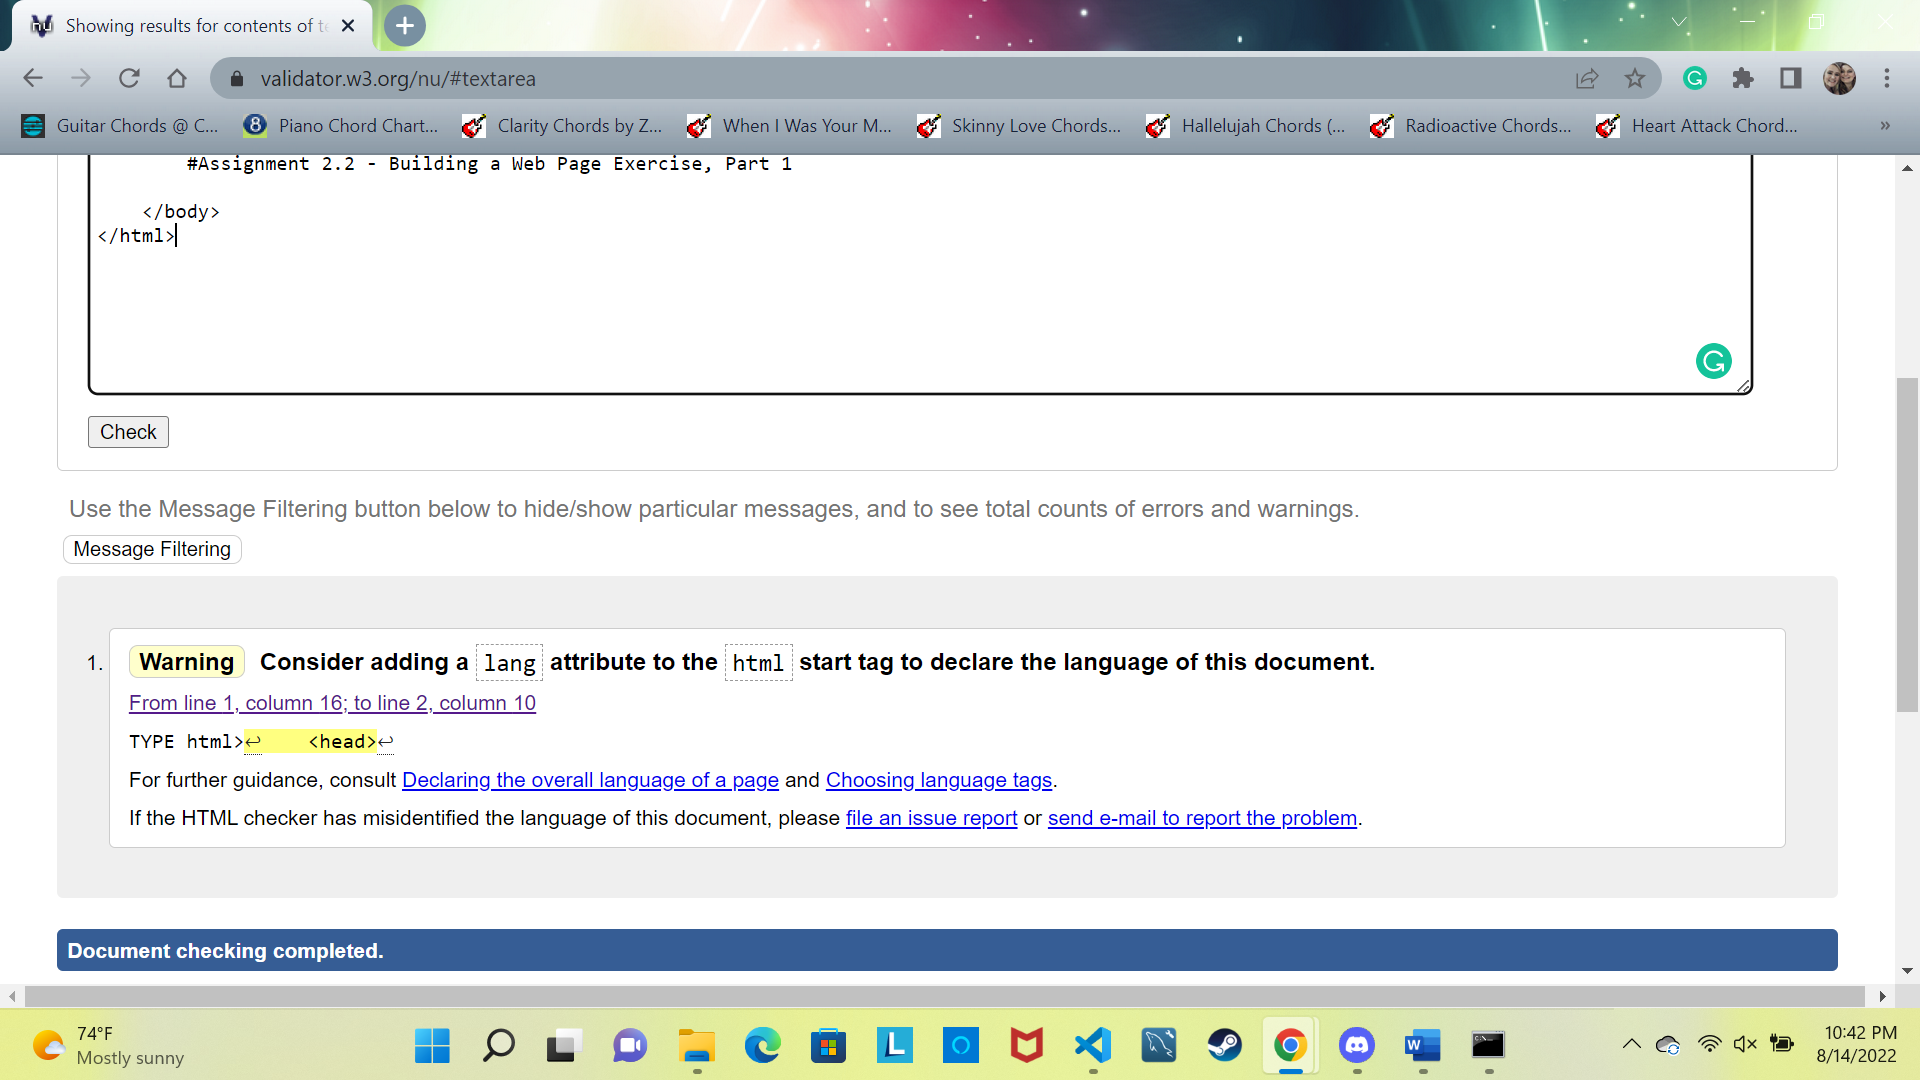 Showing results for contents of te
validator.w3.org/nu/#textarea
Guitar Chords @ C... Piano Chord Chart... Clarity Chords by Z... When I Was Your M... Skinny Love Chords... Hallelujah Chords (... Radioactive Chords... Heart Attack Chord... »
#Assignment 2.2 - Building a Web Page Exercise, Part 1
</body>
</html>
Check
Use the Message Filtering button below to hide/show particular messages, and to see total counts of errors and warnings.
Message Filtering
1. Warning Consider adding a lang attribute to the html start tag to declare the language of this document.
From line 1, column 16; to line 2, column 10
TYPE html>↩    <head>↩
For further guidance, consult Declaring the overall language of a page and Choosing language tags.
If the HTML checker has misidentified the language of this document, please file an issue report or send e-mail to report the problem.
Document checking completed.
74°F
Mostly sunny
10:42 PM
8/14/2022